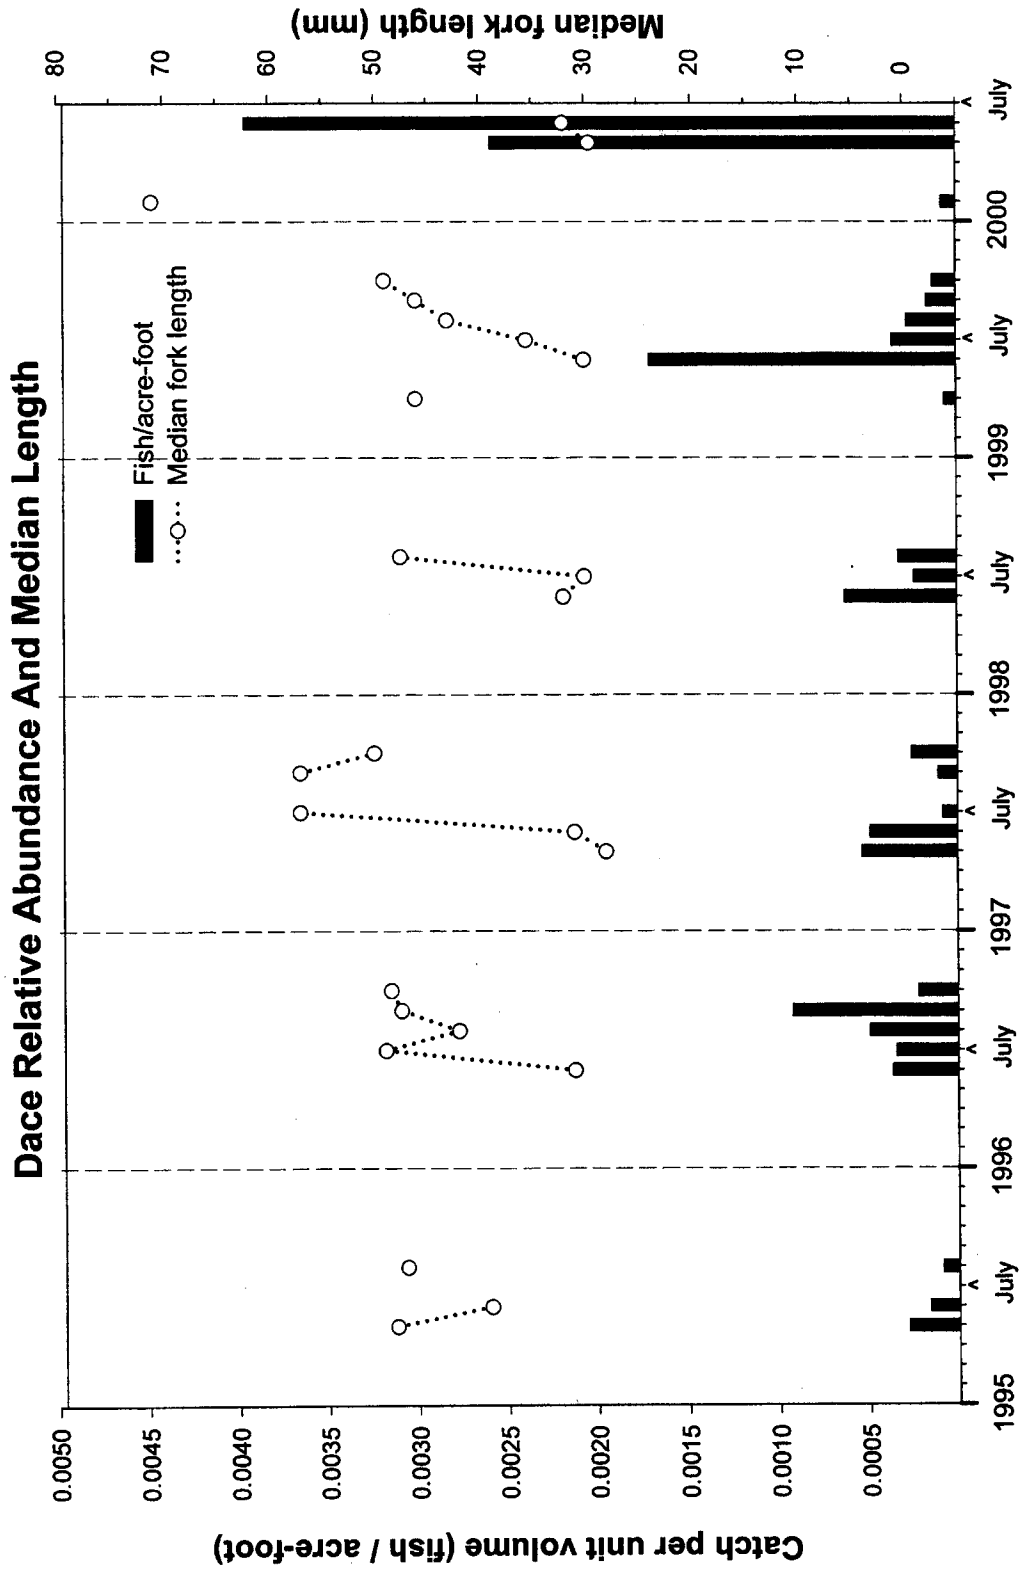 Dace Relative Abundance And Median Length
Fish/acre-foot
Median fork length
Catch per unit volume (fish / acre-foot)
0.0050
0.0045
0.0040
0.0035
0.0030
0.0025
0.0020
0.0015
0.0010
0.0005
Median fork length (mm)
80
70
60
50
40
30
20
10
0
1995
July
1996
July
1997
July
1998
July
1999
July
2000
July